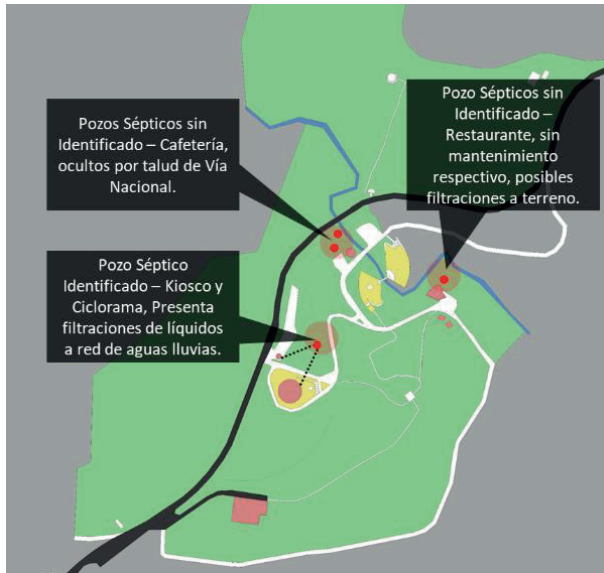 Pozos Sépticos sin
Identificado – Cafetería,
ocultos por talud de Vía
Nacional.
Pozo Sépticos sin
Identificado –
Restaurante, sin
mantenimiento
respectivo, posibles
filtraciones a terreno.
Pozo Séptico
Identificado – Kiosco y
Ciclorama, Presenta
filtraciones de líquidos
a red de aguas lluvias.